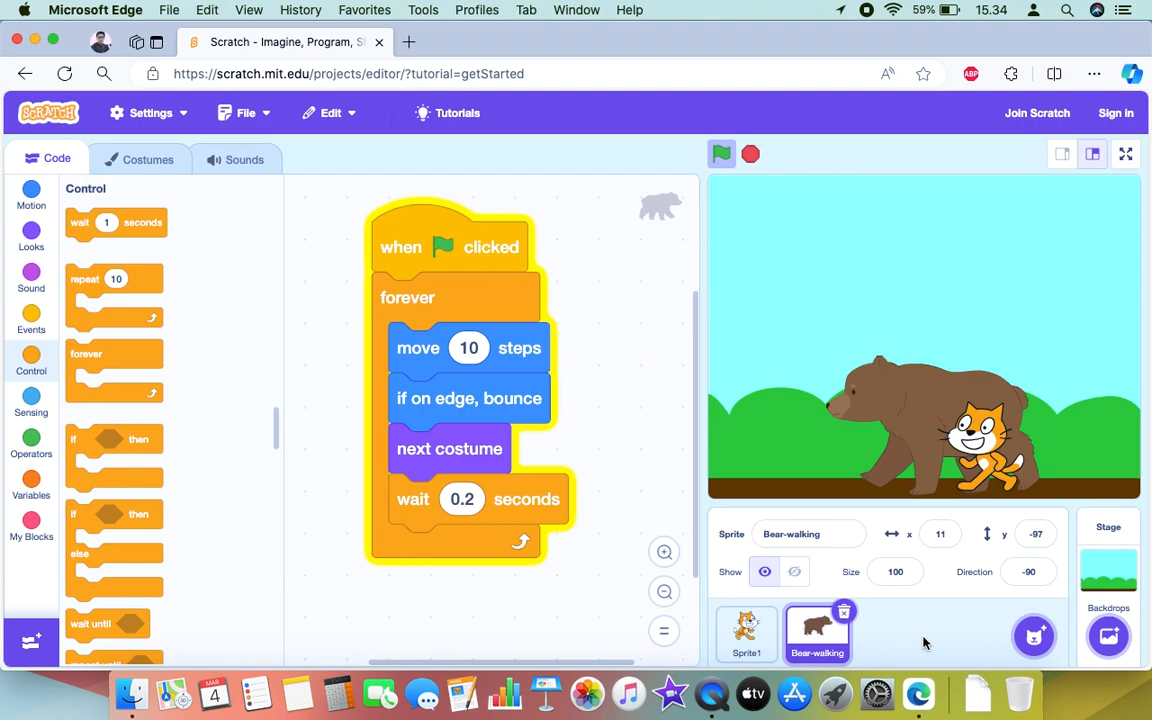 Microsoft Edge File Edit View History Favorites Tools Profiles Tab Window Help 59% 15.34
Scratch - Imagine, Program, S
https://scratch.mit.edu/projects/editor/?tutorial=getStarted
ABP
SCRATCH Settings File Edit Tutorials Join Scratch Sign in
Code Costumes Sounds
Motion
Looks
Sound
Events
Control
Sensing
Operators
Variables
My Blocks
Control
wait 1 seconds
repeat 10
forever
if then
if then
else
wait until
when clicked
forever
move 10 steps
if on edge, bounce
next costume
wait 0.2 seconds
Sprite Bear-walking x 11 y -97
Show Size 100 Direction -90
Sprite1
Bear-walking
Stage
Backdrops
MAR
4
tv